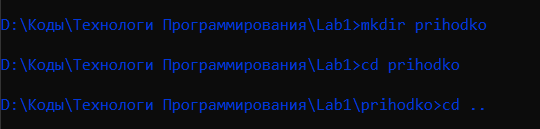 D:\Коды\Технологи Программирования\Lab1>mkdir prihodko
D:\Коды\Технологи Программирования\Lab1>cd prihodko
D:\Коды\Технологи Программирования\Lab1\prihodko>cd ..